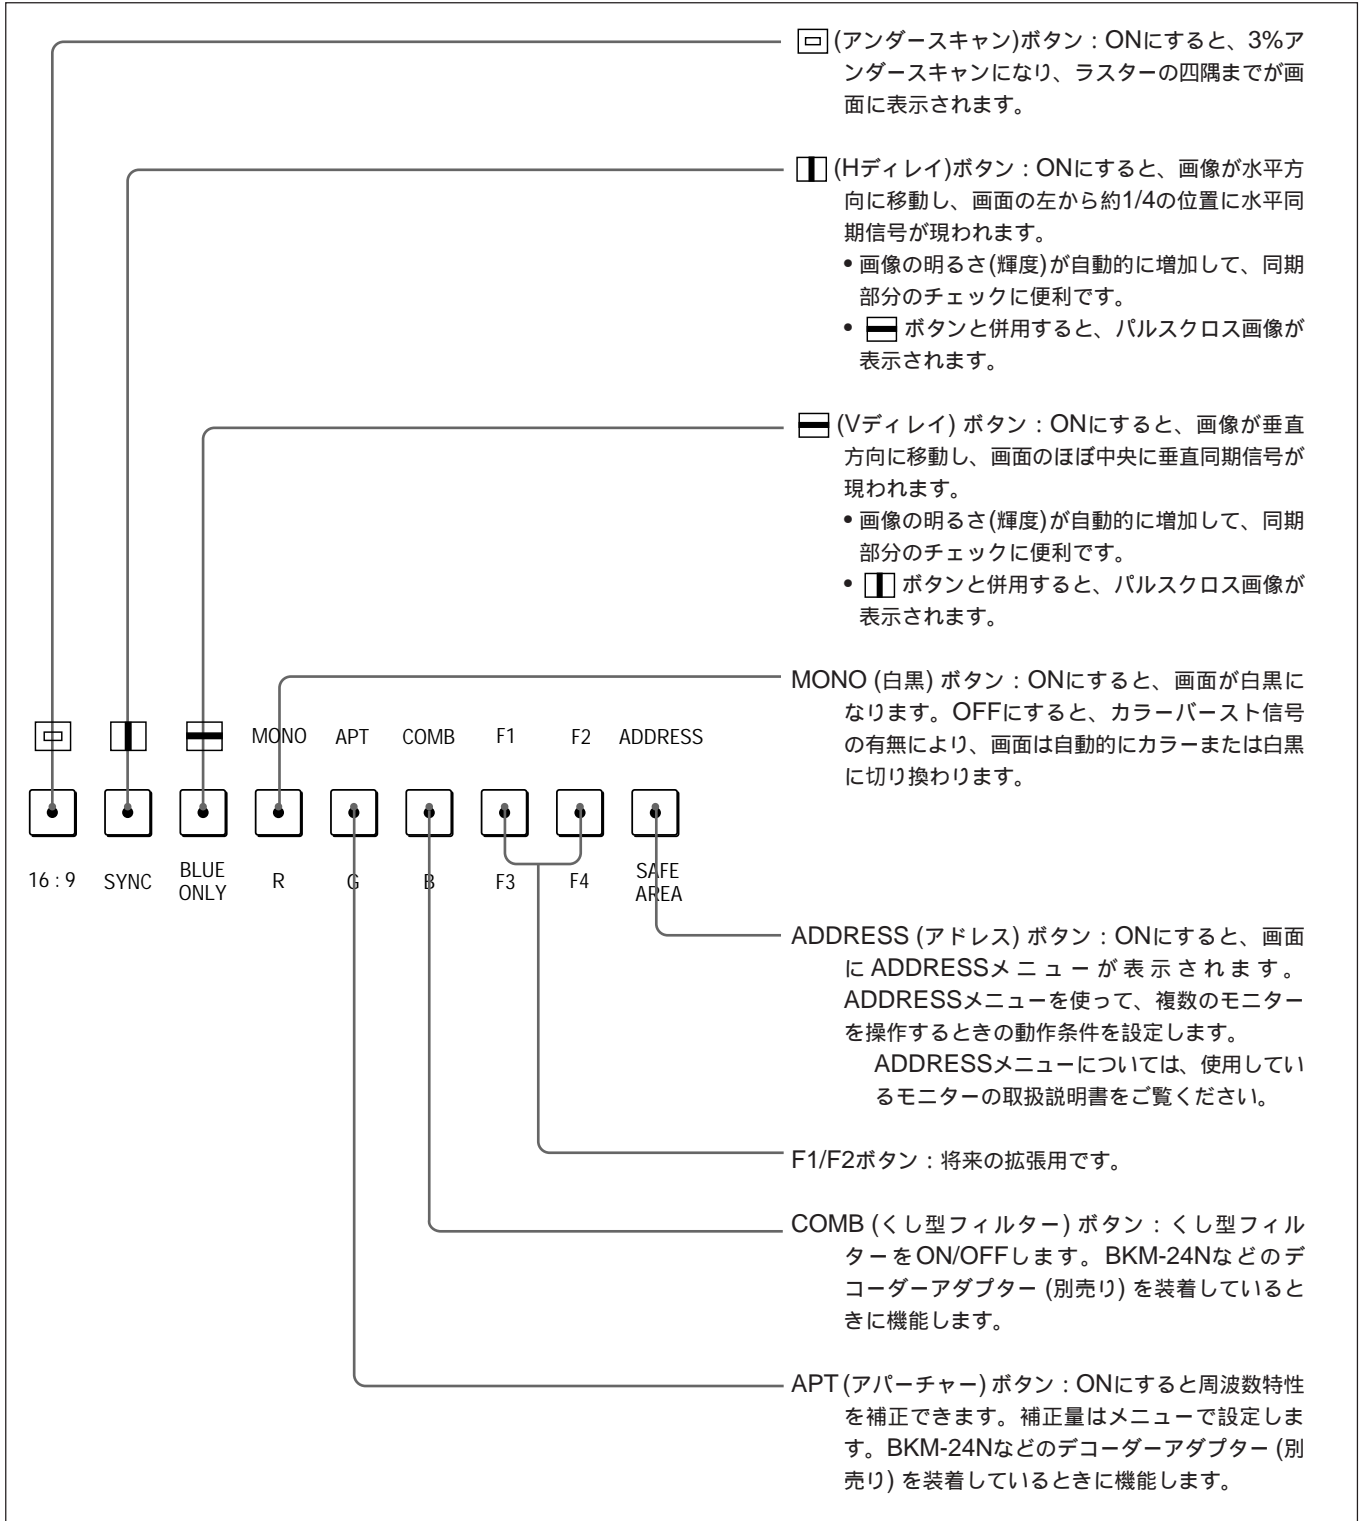 (アンダースキャン)ボタン：ONにすると、3%ア
ンダースキャンになり、ラスターの四隅までが画
面に表示されます。
(Hディレイ)ボタン：ONにすると、画像が水平方
向に移動し、画面の左から約1/4の位置に水平同
期信号が現われます。
•画像の明るさ(輝度)が自動的に増加して、同期
部分のチェックに便利です。
• ボタンと併用すると、パルスクロス画像が
表示されます。
(Vディレイ) ボタン：ONにすると、画像が垂直
方向に移動し、画面のほぼ中央に垂直同期信号が
現われます。
•画像の明るさ(輝度)が自動的に増加して、同期
部分のチェックに便利です。
• ボタンと併用すると、パルスクロス画像が
表示されます。
MONO (白黒) ボタン：ONにすると、画面が白黒に
なります。OFFにすると、カラーバースト信号
の有無により、画面は自動的にカラーまたは白黒
に切り換わります。
MONO APT COMB F1 F2 ADDRESS
16 : 9 SYNC BLUE ONLY R G B F3 F4 SAFE AREA
ADDRESS (アドレス) ボタン：ONにすると、画面
に ADDRESSメニューが表示されます。
ADDRESSメニューを使って、複数のモニター
を操作するときの動作条件を設定します。
ADDRESSメニューについては、使用してい
るモニターの取扱説明書をご覧ください。
F1/F2ボタン：将来の拡張用です。
COMB (くし型フィルター) ボタン：くし型フィル
ターをON/OFFします。BKM-24Nなどのデ
コーダーアダプター (別売り) を装着していると
きに機能します。
APT (アパーチャー) ボタン：ONにすると周波数特性
を補正できます。補正量はメニューで設定しま
す。BKM-24Nなどのデコーダーアダプター (別
売り) を装着しているときに機能します。